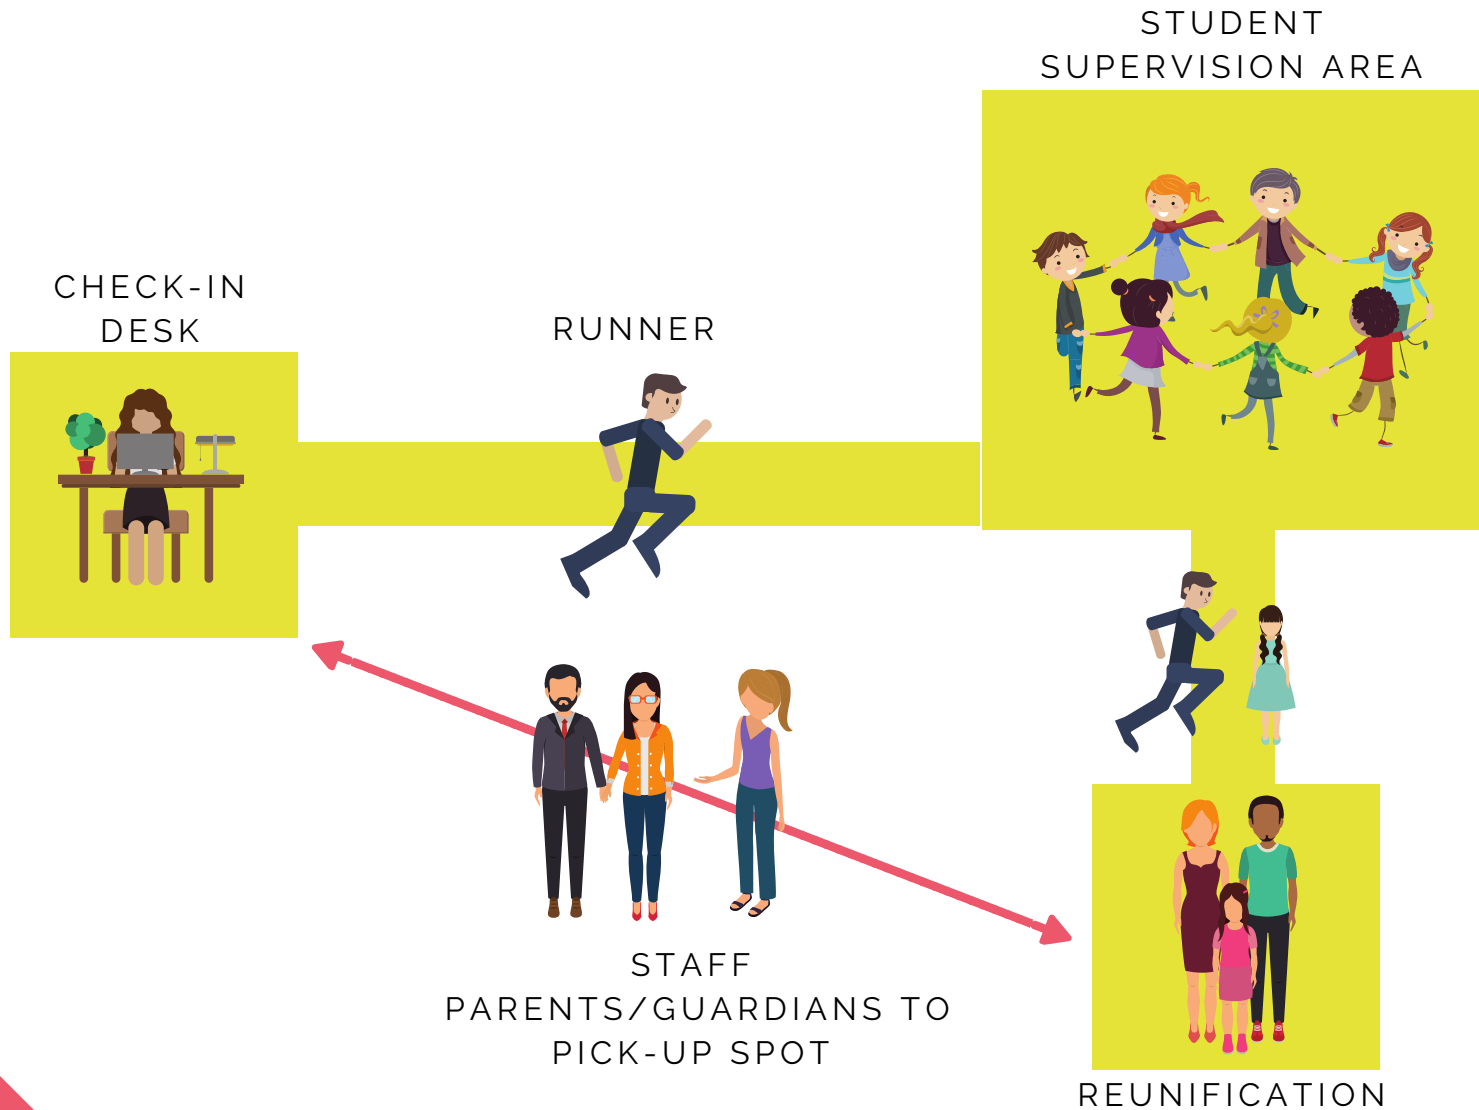 STUDENT
SUPERVISION AREA
CHECK-IN
DESK
RUNNER
STAFF
PARENTS/GUARDIANS TO
PICK-UP SPOT
REUNIFICATION